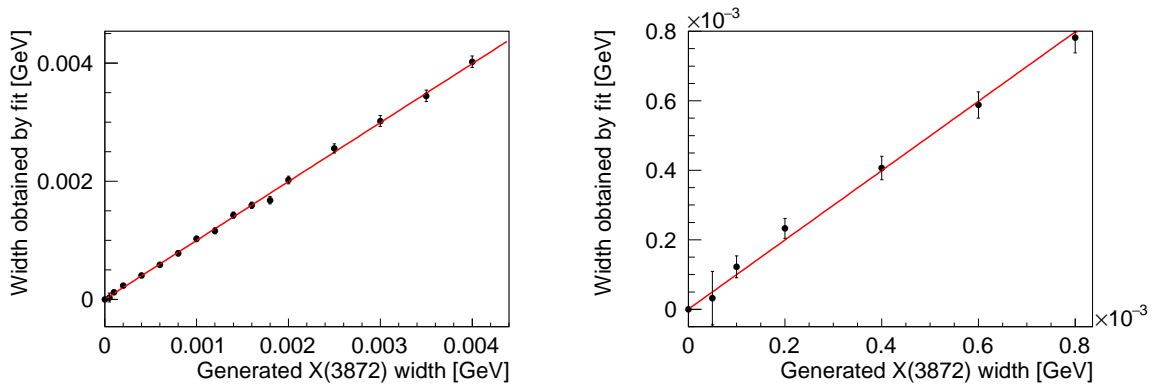 0.004
0.002
0
Width obtained by fit [GeV]
0 0.001 0.002 0.003 0.004
Generated X(3872) width [GeV]
×10⁻³
0.8
0.6
0.4
0.2
0
Width obtained by fit [GeV]
0 0.2 0.4 0.6 0.8
×10⁻³
Generated X(3872) width [GeV]